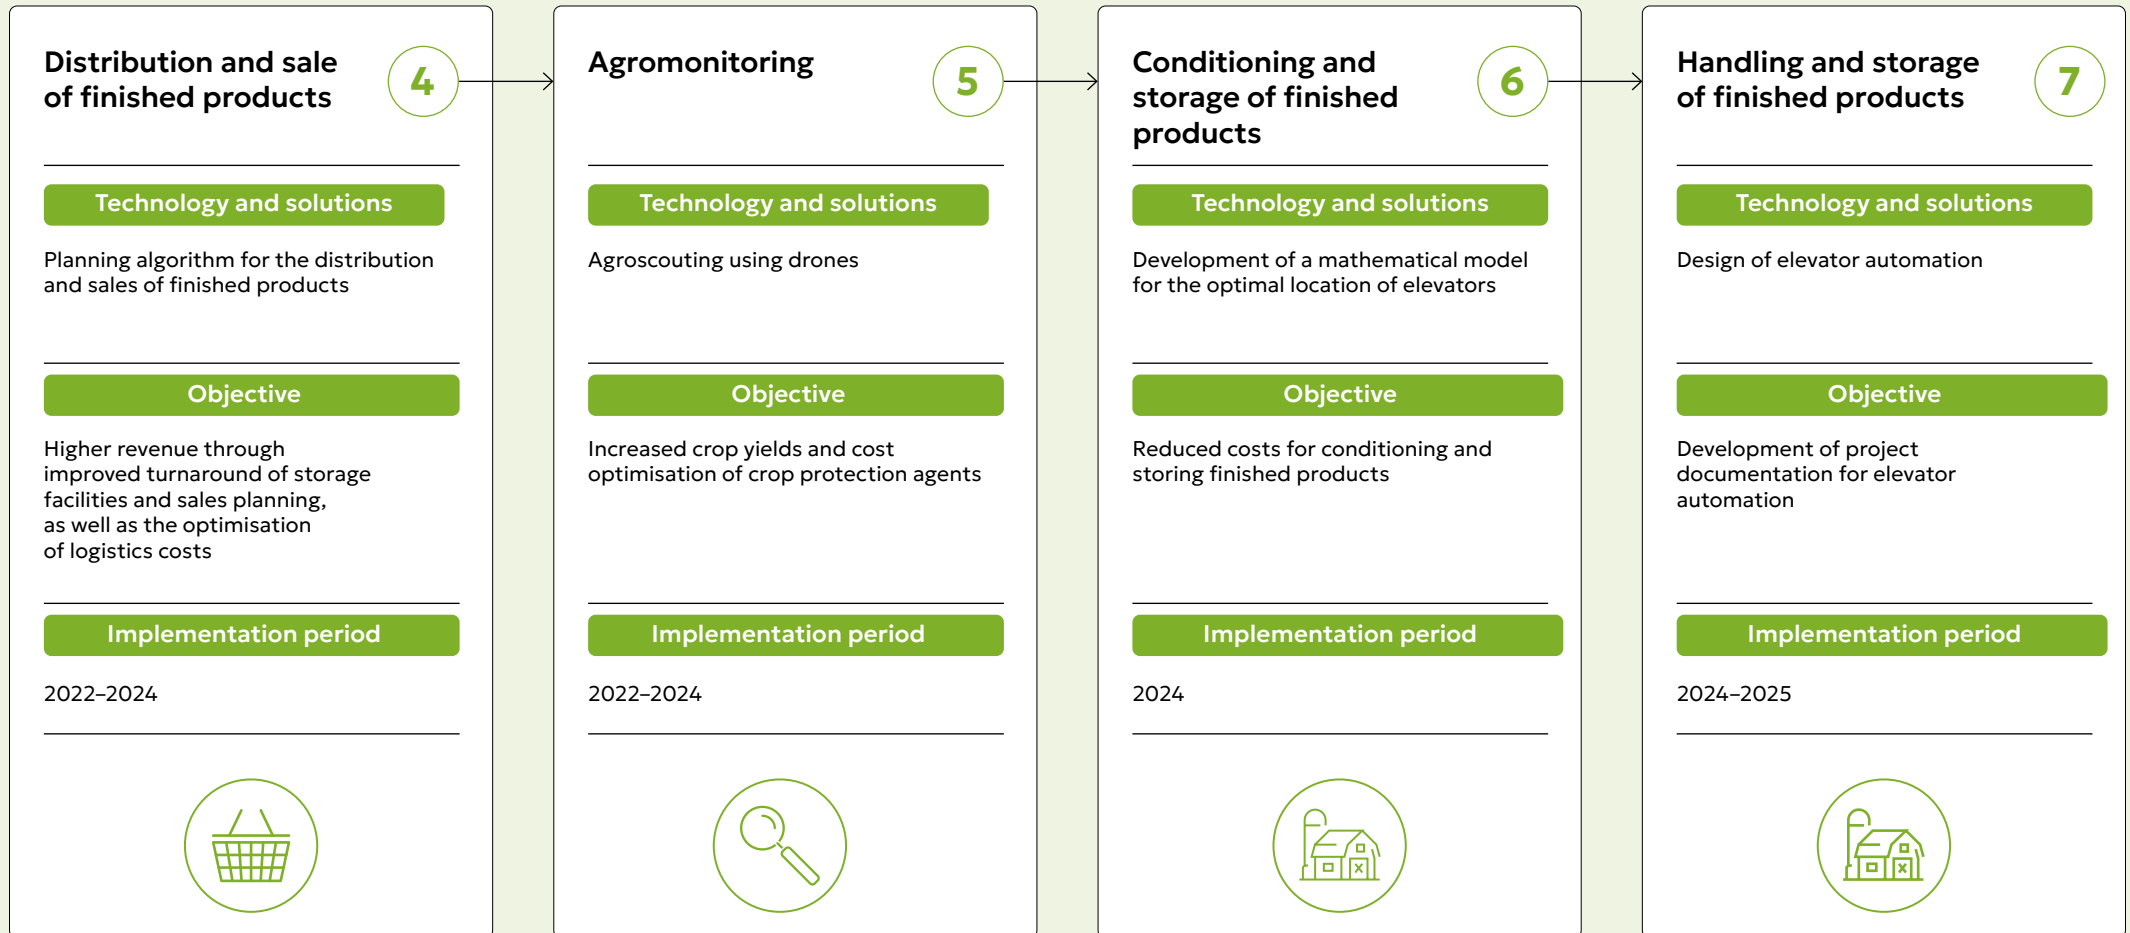 Distribution and sale
of finished products
4
Technology and solutions
Planning algorithm for the distribution
and sales of finished products
Objective
Higher revenue through
improved turnaround of storage
facilities and sales planning,
as well as the optimisation
of logistics costs
Implementation period
2022–2024
Agromonitoring
5
Technology and solutions
Agroscouting using drones
Objective
Increased crop yields and cost
optimisation of crop protection agents
Implementation period
2022–2024
Conditioning and
storage of finished
products
6
Technology and solutions
Development of a mathematical model
for the optimal location of elevators
Objective
Reduced costs for conditioning and
storing finished products
Implementation period
2024
Handling and storage
of finished products
7
Technology and solutions
Design of elevator automation
Objective
Development of project
documentation for elevator
automation
Implementation period
2024–2025